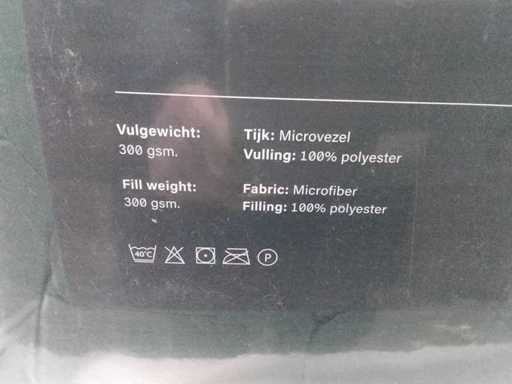 Vulgewicht:
300 gsm.
Tijk: Microvezel
Vulling: 100% polyester
Fill weight:
300 gsm.
Fabric: Microfiber
Filling: 100% polyester
40°C
P